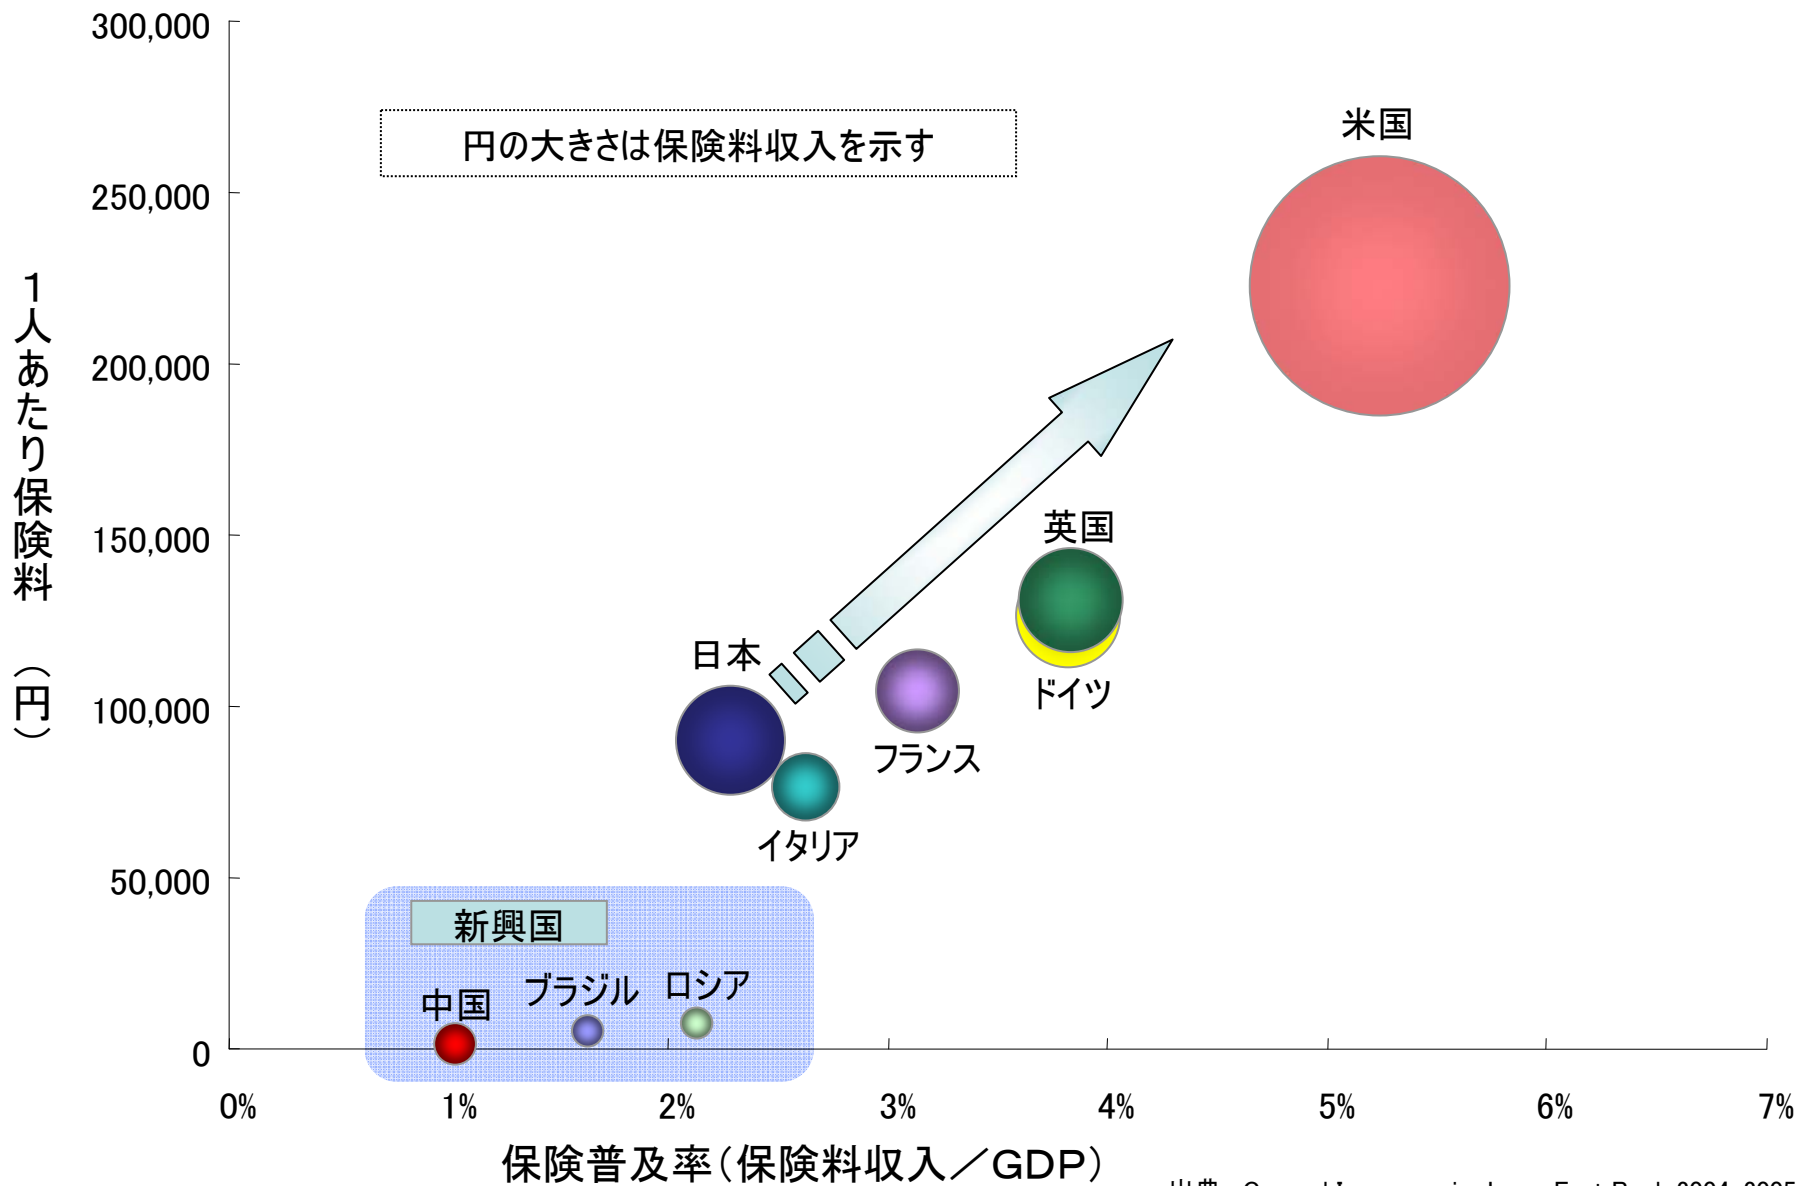 300,000
250,000
200,000
150,000
100,000
50,000
0
1人あたり保険料 (円)
円の大きさは保険料収入を示す
米国
英国
ドイツ
日本
フランス
イタリア
新興国
中国
ブラジル
ロシア
0% 1% 2% 3% 4% 5% 6% 7%
保険普及率(保険料収入/GDP)